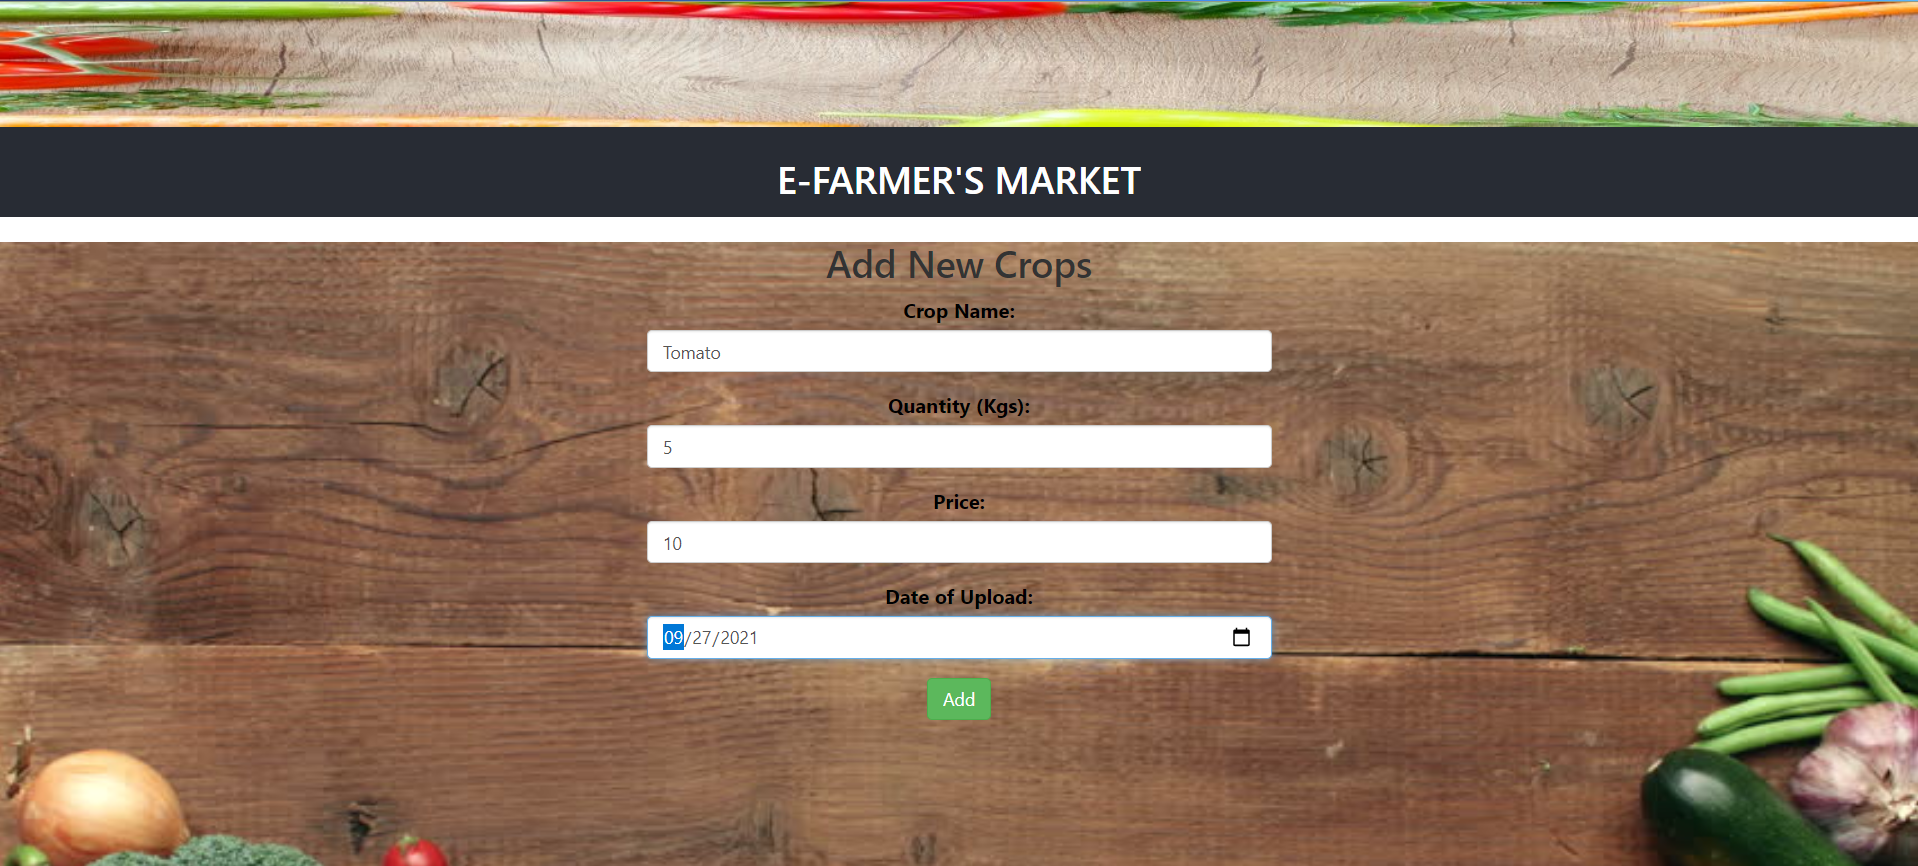 E-FARMER'S MARKET
Add New Crops
Crop Name:
Tomato
Quantity (Kgs):
5
Price:
10
Date of Upload:
09/27/2021
Add